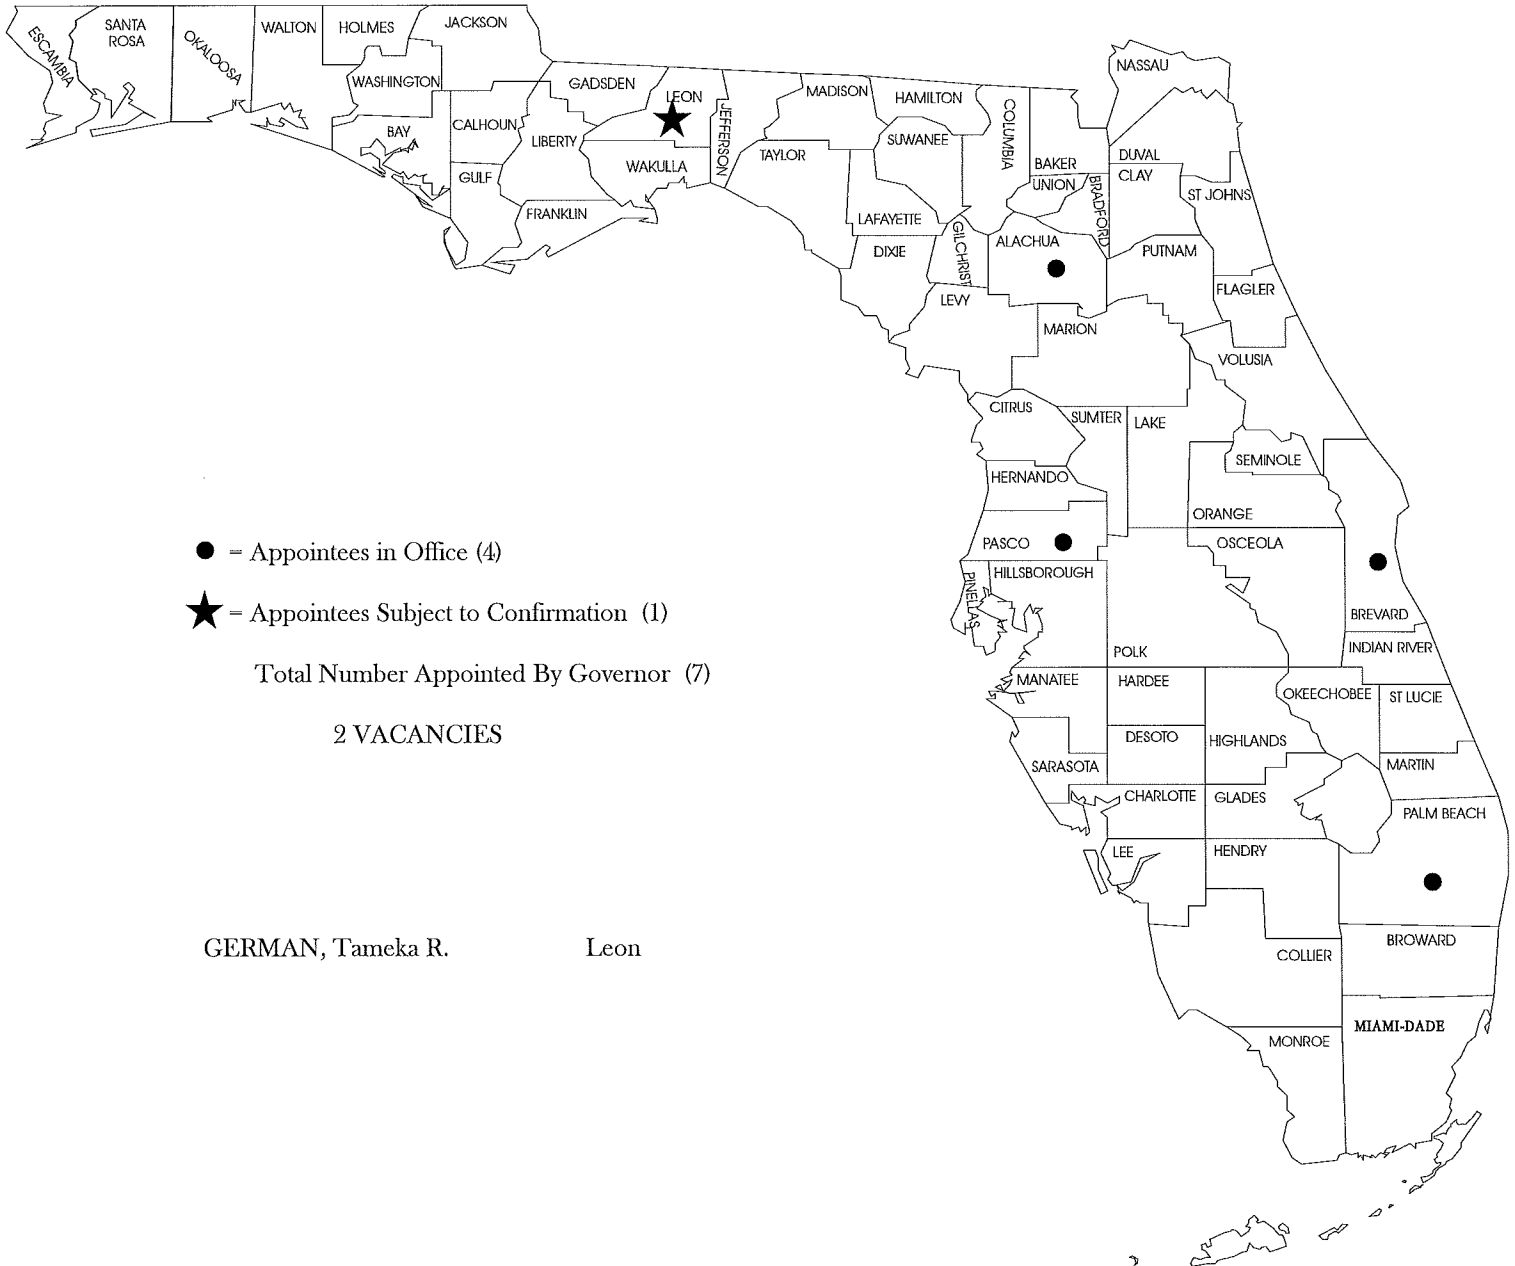 ESCAMBIA
SANTA
ROSA
OKALOOSA
WALTON
HOLMES
JACKSON
WASHINGTON
BAY
CALHOUN
GULF
LIBERTY
GADSDEN
LEON
WAKULLA
FRANKLIN
JEFFERSON
MADISON
TAYLOR
HAMILTON
SUWANEE
LAFAYETTE
DIXIE
COLUMBIA
GILCHRIST
BAKER
UNION
BRADFORD
NASSAU
DUVAL
CLAY
ST JOHNS
ALACHUA
PUTNAM
FLAGLER
LEVY
MARION
VOLUSIA
CITRUS
SUMTER
LAKE
SEMINOLE
HERNANDO
ORANGE
PASCO
OSCEOLA
HILLSBOROUGH
PINELLAS
POLK
BREVARD
INDIAN RIVER
MANATEE
HARDEE
OKEECHOBEE
ST LUCIE
DESOTO
HIGHLANDS
SARASOTA
MARTIN
CHARLOTTE
GLADES
PALM BEACH
LEE
HENDRY
BROWARD
COLLIER
MIAMI-DADE
MONROE
= Appointees in Office (4)
= Appointees Subject to Confirmation (1)
Total Number Appointed By Governor (7)
2 VACANCIES
GERMAN, Tameka R. Leon